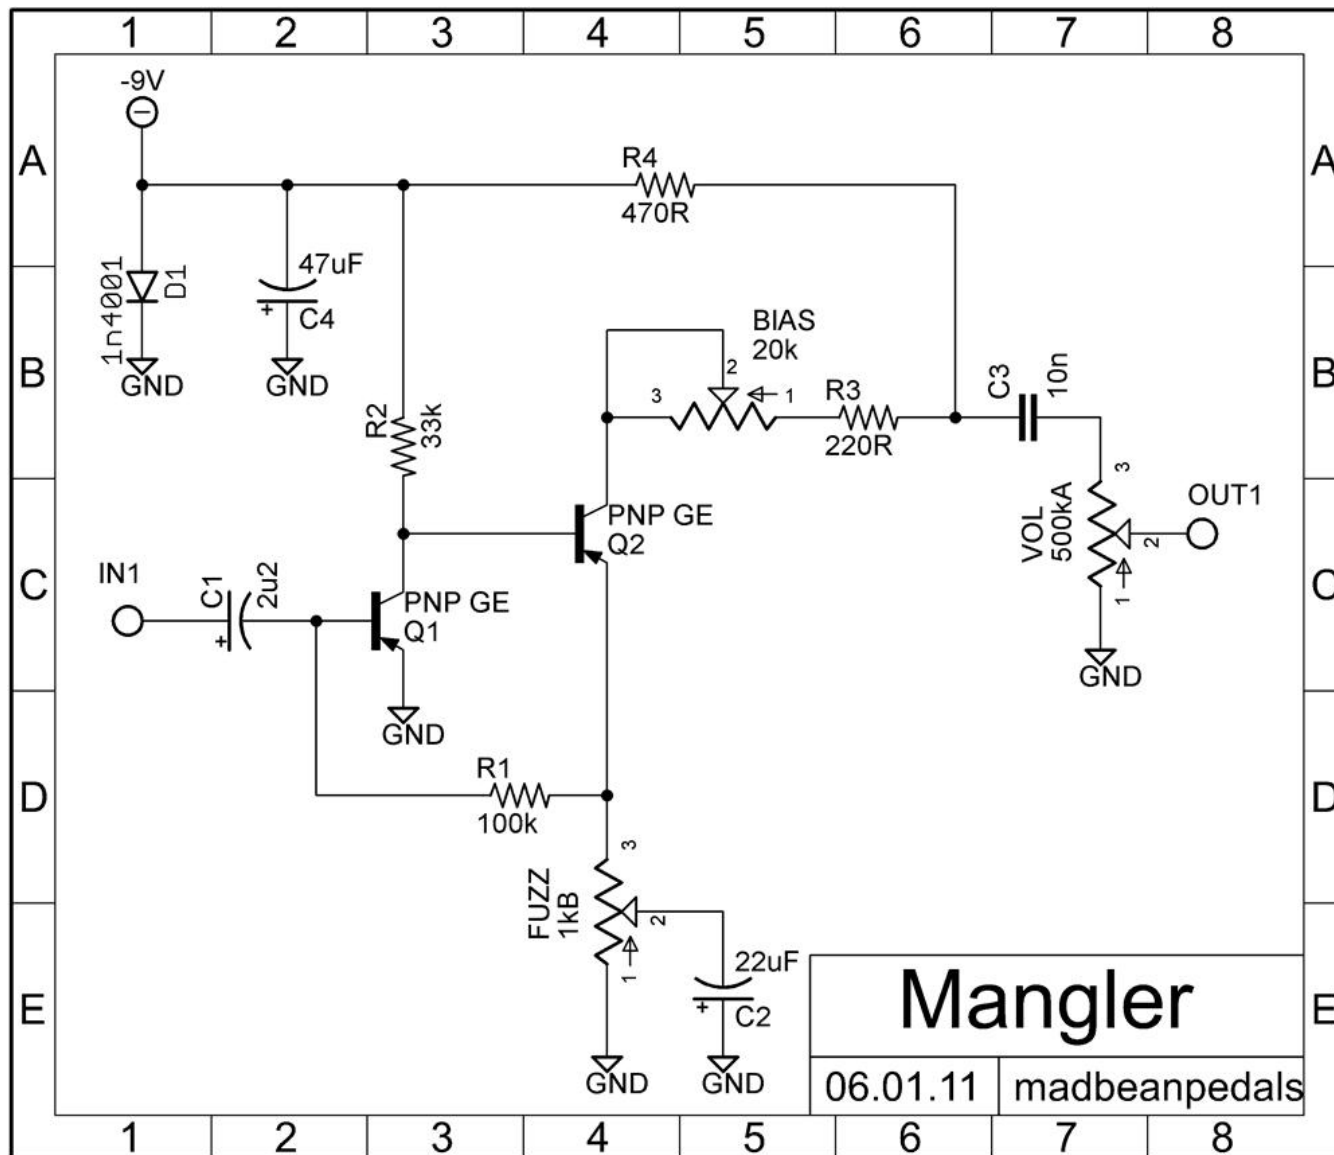 1 2 3 4 5 6 7 8
-9V
A
R4
A
470R
47uF
1n4001
D1
C4
BIAS
20k
2
B
GND
GND
3
1
R3
C3
10n
B
R2
33k
220R
3
PNP GE
Q2
VOL
500kA
2
OUT1
IN1
C1
2u2
C
PNP GE
Q1
1
C
GND
GND
R1
D
100k
D
3
FUZZ
1kB
2
1
22uF
C2
E
Mangler
E
GND
GND
06.01.11
madbeanpedals
1 2 3 4 5 6 7 8
+
+
+